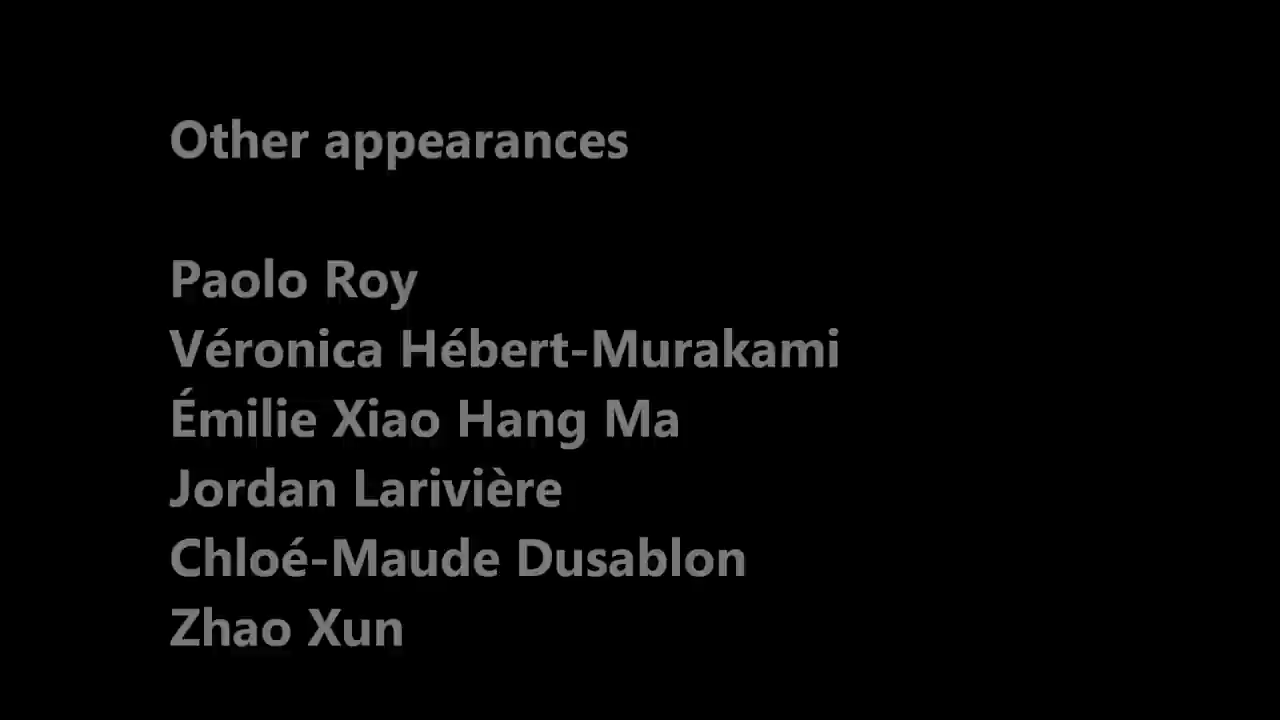 Other appearances
Paolo Roy
Véronica Hébert-Murakami
Émilie Xiao Hang Ma
Jordan Larivière
Chloé-Maude Dusablon
Zhao Xun